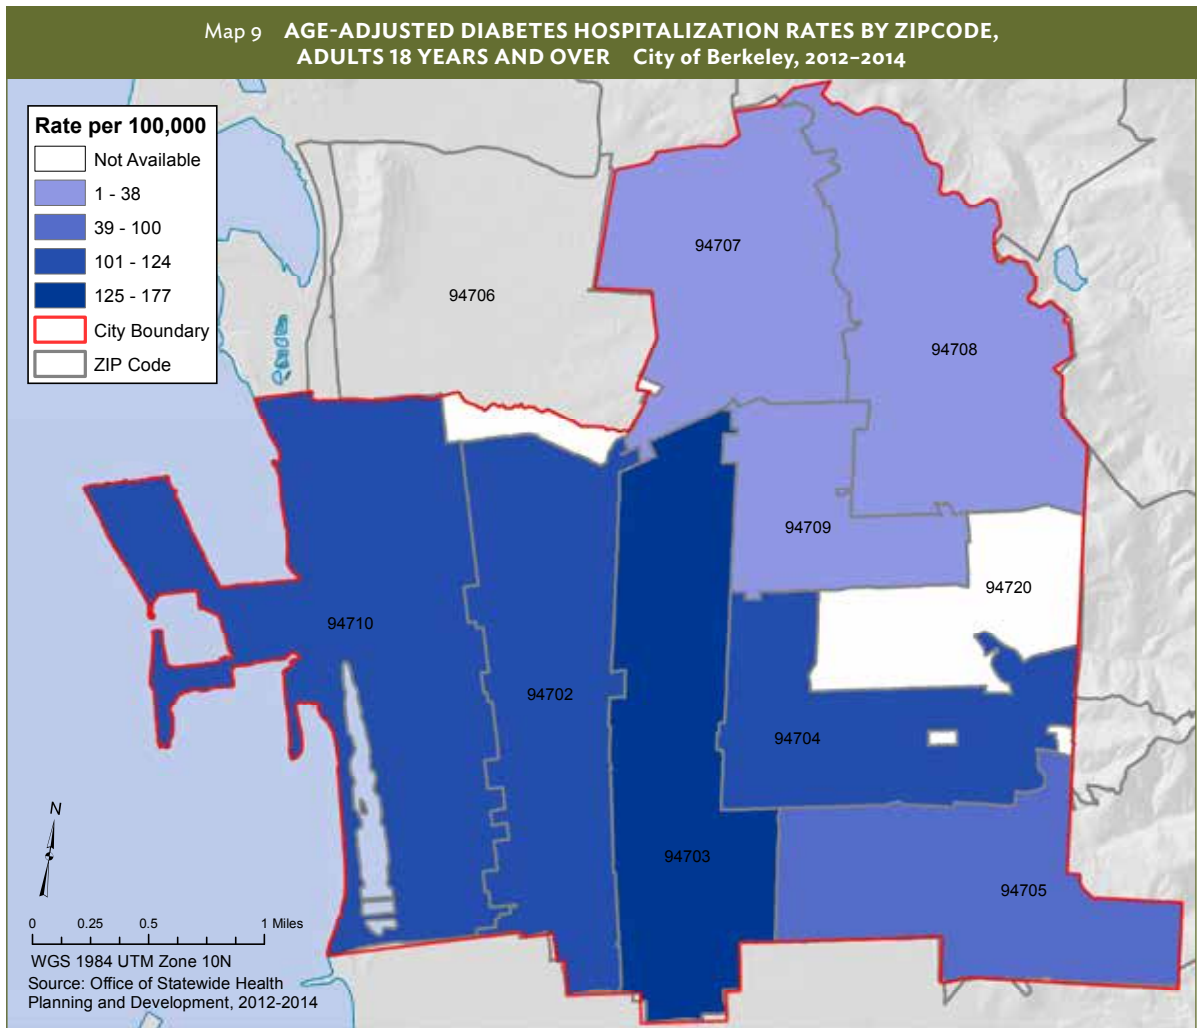 Map 9 AGE-ADJUSTED DIABETES HOSPITALIZATION RATES BY ZIPCODE,
ADULTS 18 YEARS AND OVER City of Berkeley, 2012–2014
Rate per 100,000
Not Available
1 - 38
39 - 100
101 - 124
125 - 177
City Boundary
ZIP Code
94707
94706
94708
94709
94720
94710
94702
94704
94703
94705
N
0 0.25 0.5 1 Miles
WGS 1984 UTM Zone 10N
Source: Office of Statewide Health
Planning and Development, 2012-2014